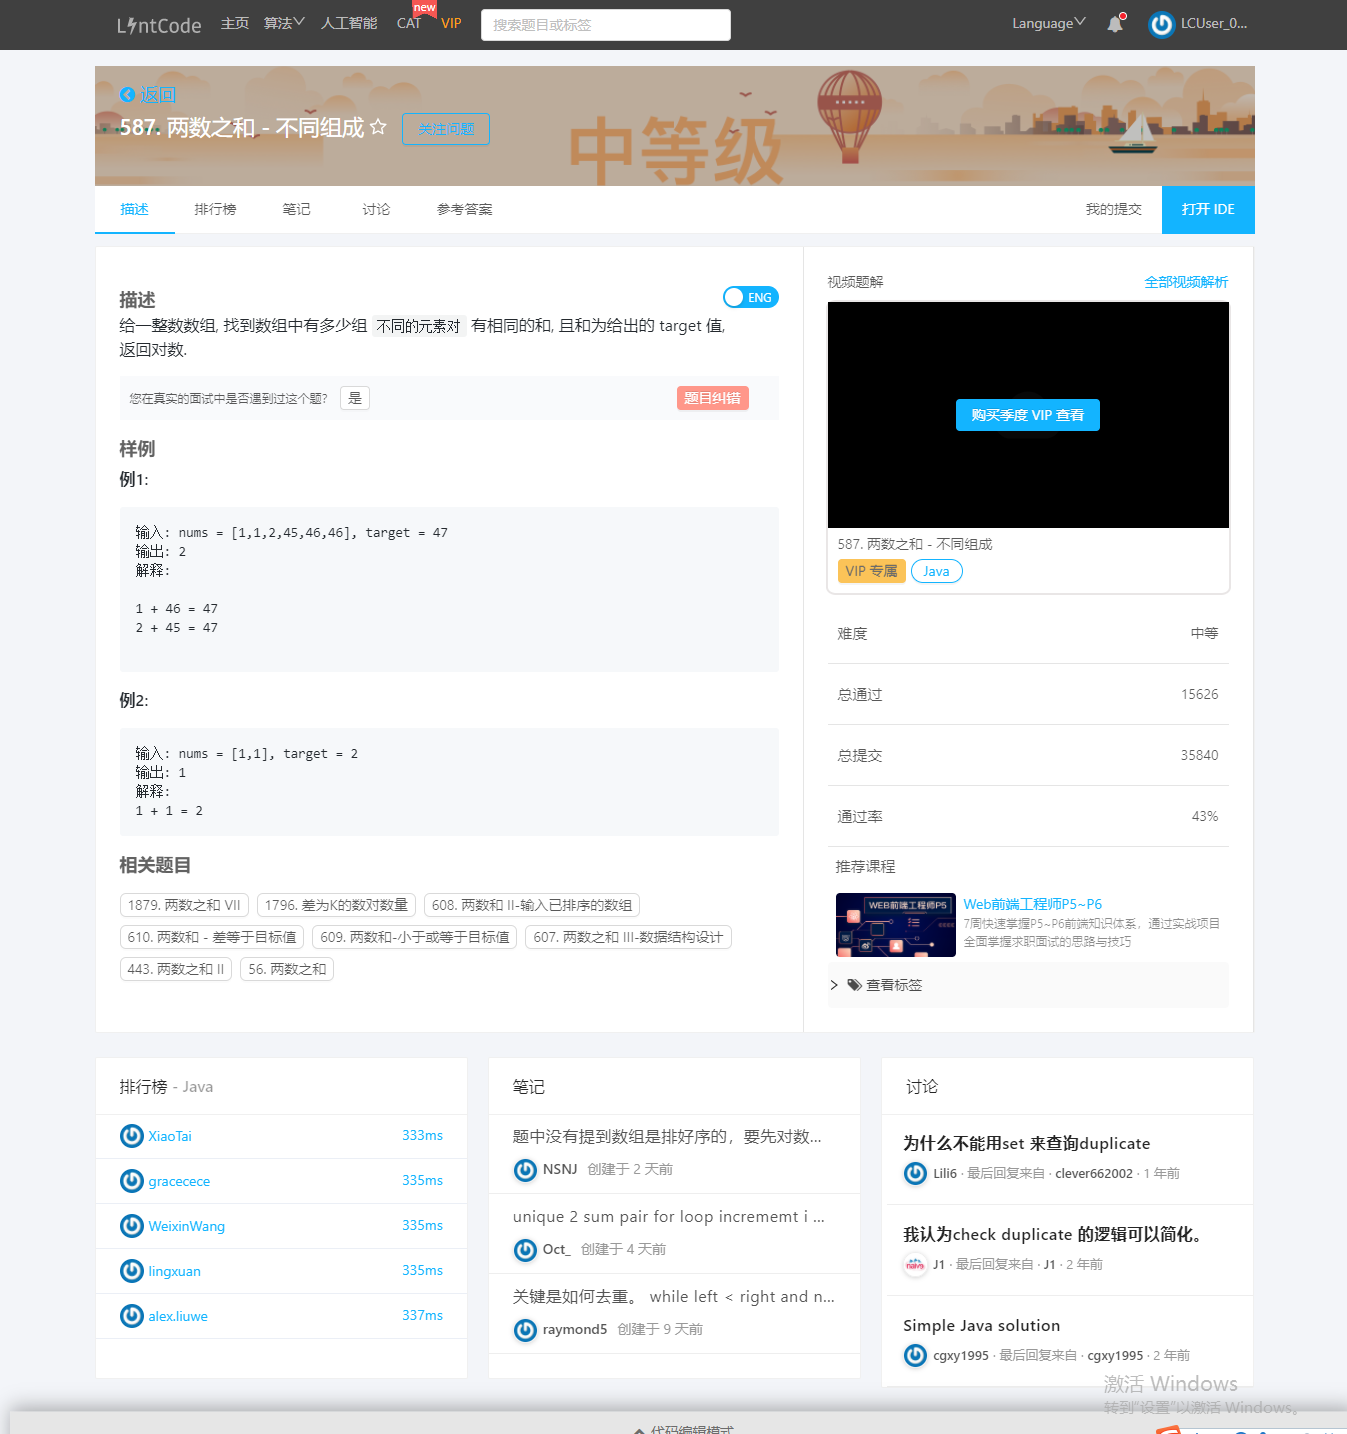 LintCode 主页 算法 人工智能 CAT new VIP 搜索题目或标签 Language LCUser_0...
返回
587. 两数之和 - 不同组成 关注问题
中等级
描述 排行榜 笔记 讨论 参考答案 我的提交 打开 IDE
描述 ENG
给一整数数组, 找到数组中有多少组 不同的元素对 有相同的和, 且和为给出的 target 值,
返回对数.
您在真实的面试中是否遇到过这个题? 是 题目纠错
样例
例1:
输入: nums = [1,1,2,45,46,46], target = 47
输出: 2
解释:
1 + 46 = 47
2 + 45 = 47
例2:
输入: nums = [1,1], target = 2
输出: 1
解释:
1 + 1 = 2
相关题目
1879. 两数之和 VII 1796. 差为K的数对数量 608. 两数和 II-输入已排序的数组
610. 两数和 - 差等于目标值 609. 两数和-小于或等于目标值 607. 两数之和 III-数据结构设计
443. 两数之和 II 56. 两数之和
视频题解 全部视频解析
购买季度 VIP 查看
587. 两数之和 - 不同组成
VIP 专属 Java
难度 中等
总通过 15626
总提交 35840
通过率 43%
推荐课程
WEB前端工程师P5
Web前端工程师P5~P6
7周快速掌握P5~P6前端知识体系，通过实战项目
全面掌握求职面试的思路与技巧
查看标签
排行榜 - Java
XiaoTai 333ms
gracecece 335ms
WeixinWang 335ms
lingxuan 335ms
alex.liuwe 337ms
笔记
题中没有提到数组是排好序的，要先对数...
NSNJ 创建于 2 天前
unique 2 sum pair for loop incrememt i ...
Oct_ 创建于 4 天前
关键是如何去重。 while left < right and n...
raymond5 创建于 9 天前
讨论
为什么不能用set 来查询duplicate
Lili6 · 最后回复来自 · clever662002 · 1 年前
我认为check duplicate 的逻辑可以简化。
J1 · 最后回复来自 · J1 · 2 年前
Simple Java solution
cgxy1995 · 最后回复来自 · cgxy1995 · 2 年前
激活 Windows
转到"设置"以激活 Windows。
代码编辑模式